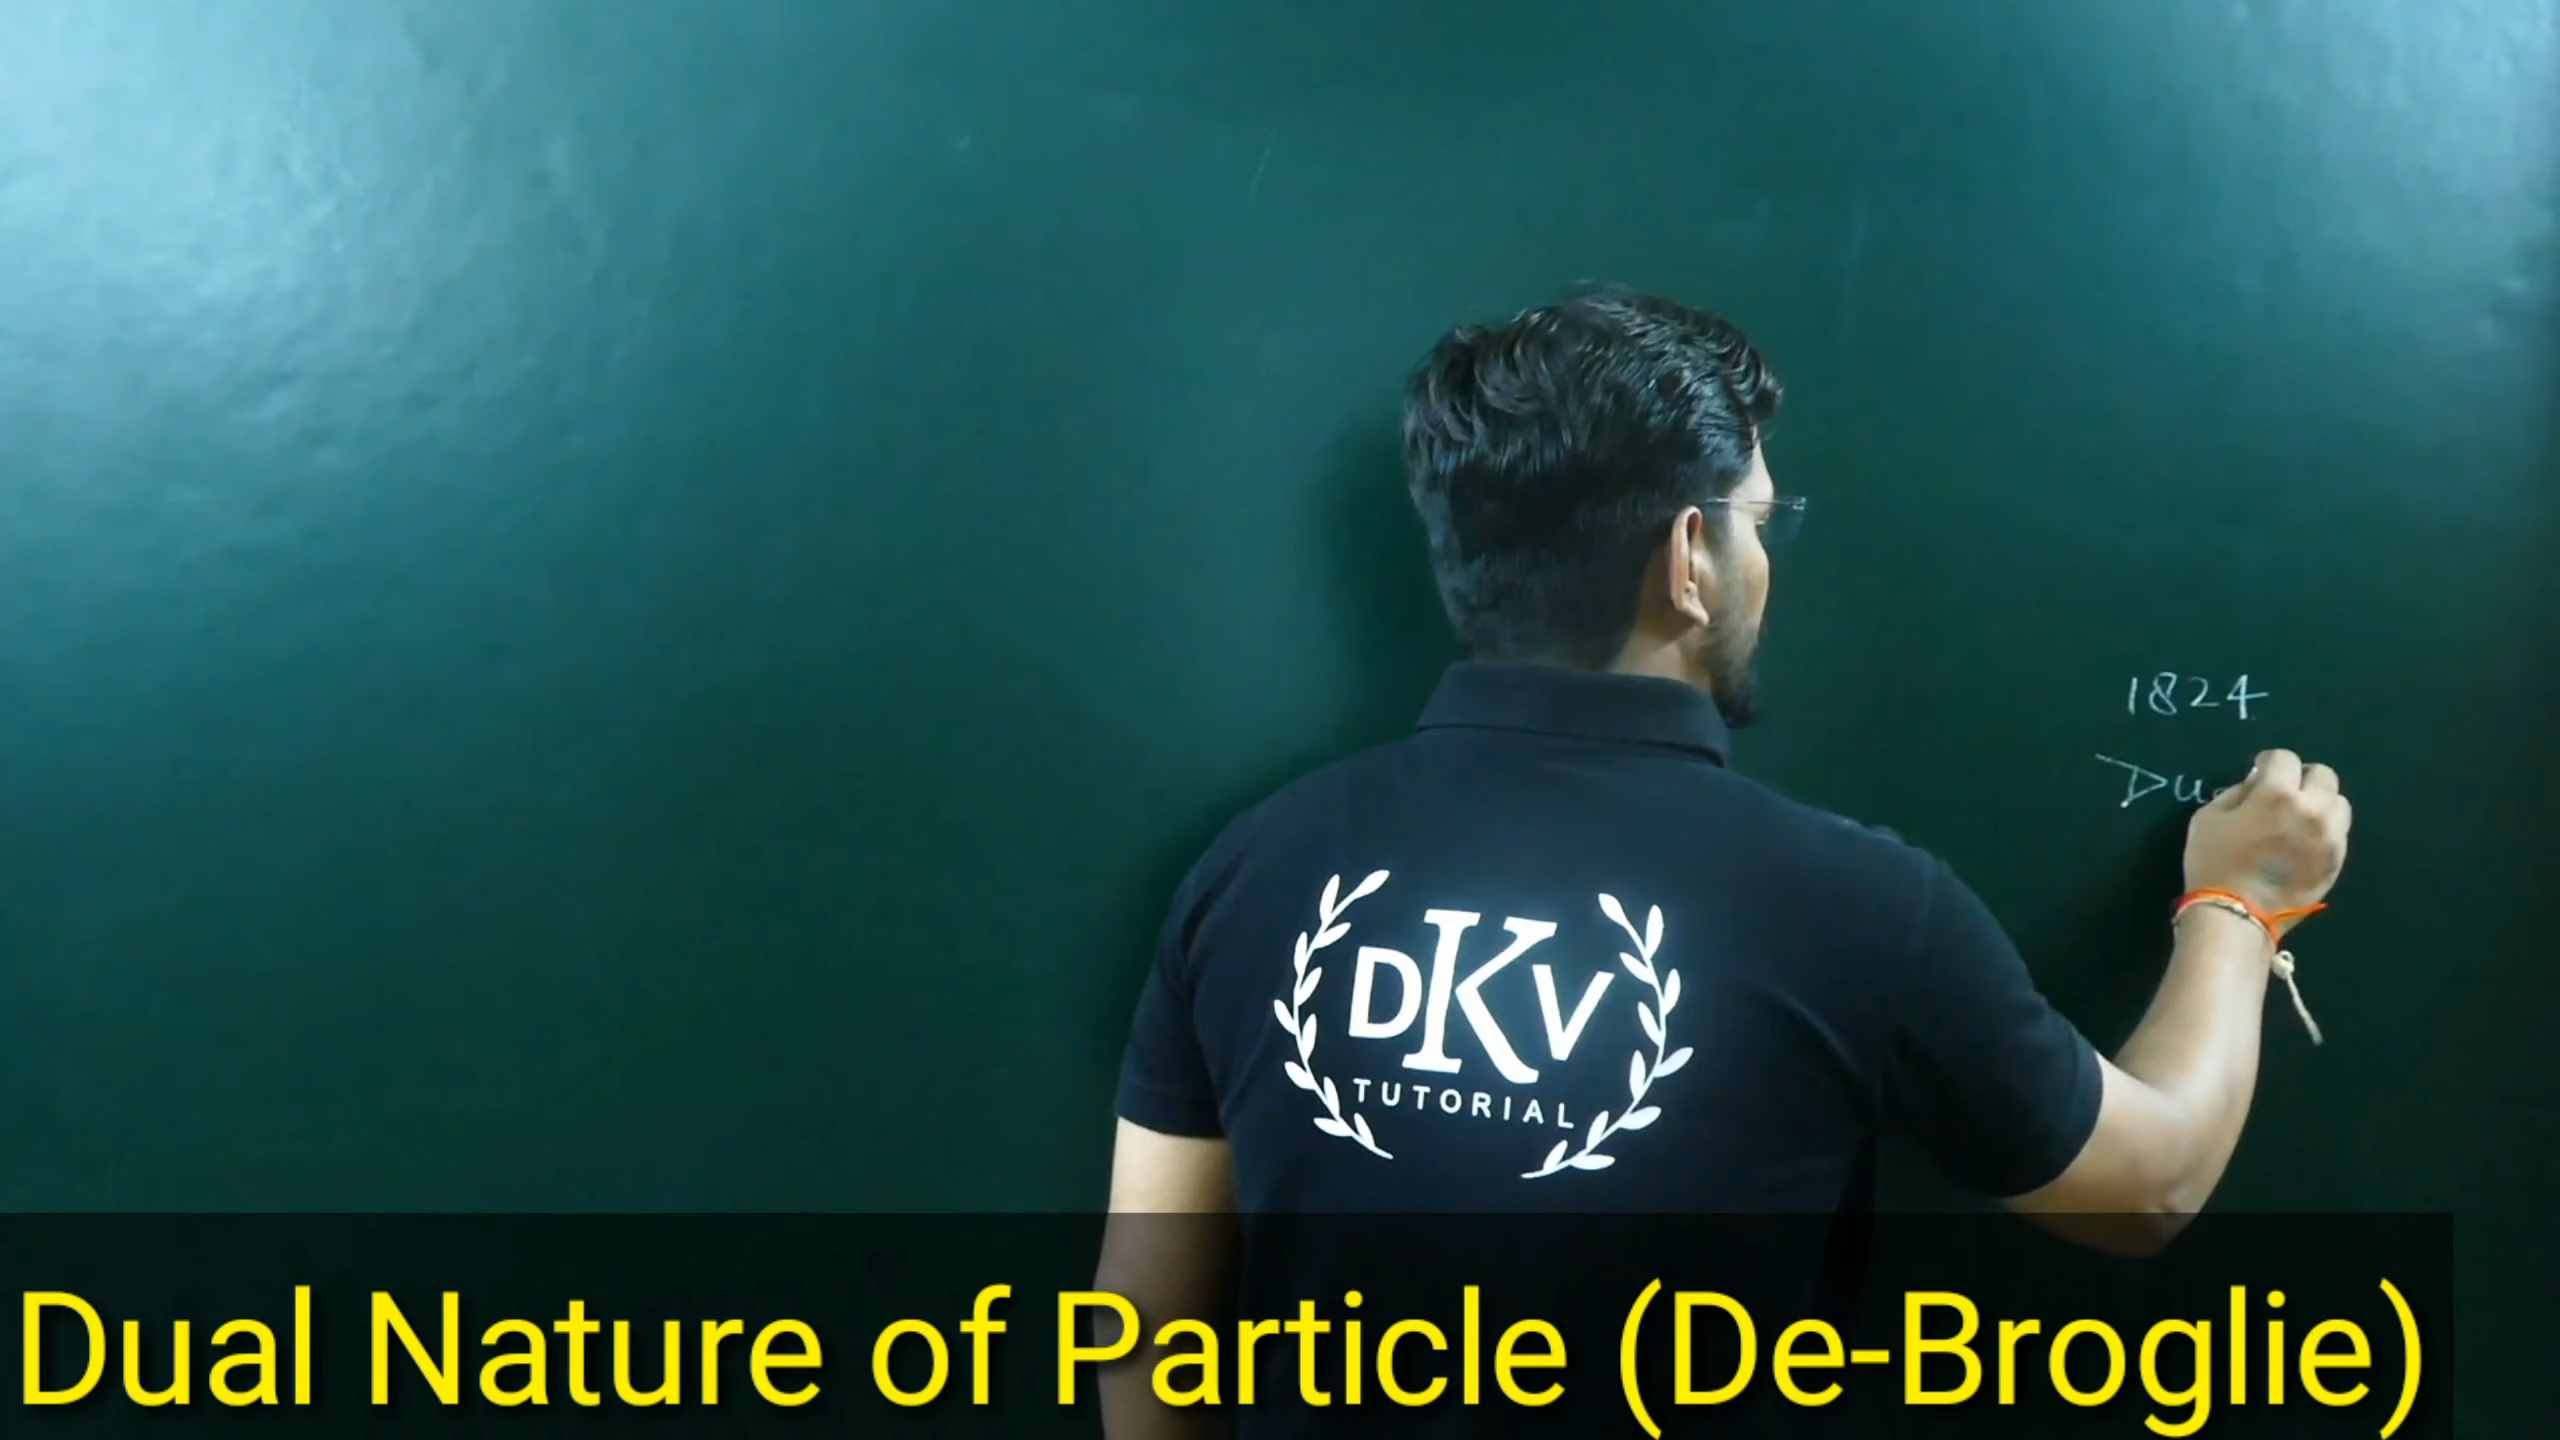 1824
Du
DKV
TUTORIAL
Dual Nature of Particle (De-Broglie)